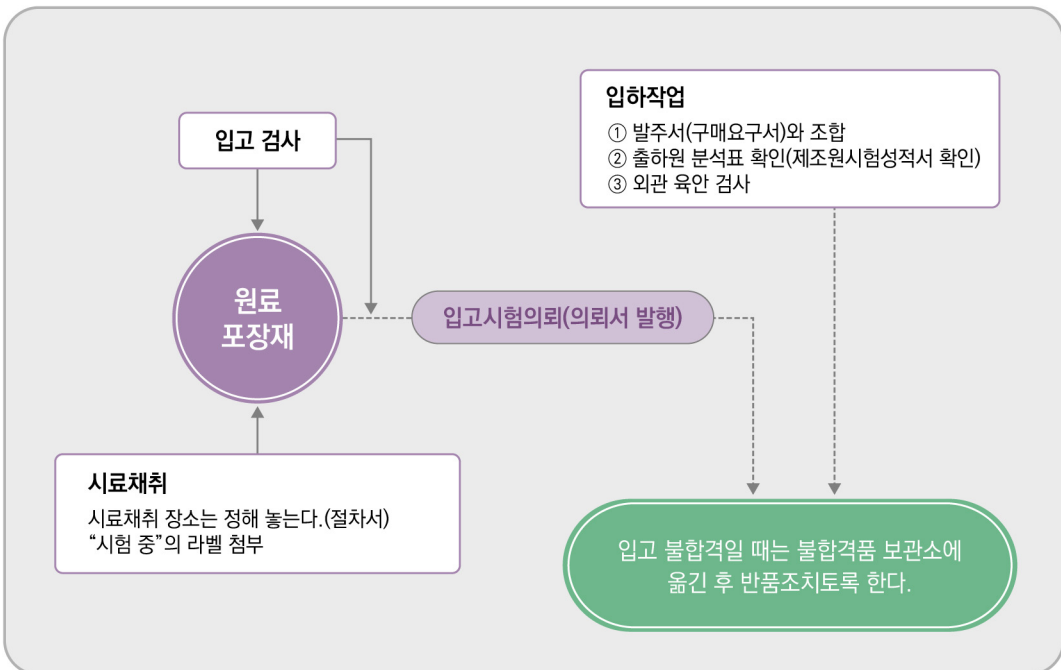 입고 검사
입하작업
① 발주서(구매요구서)와 조합
② 출하원 분석표 확인(제조원시험성적서 확인)
③ 외관 육안 검사
원료
포장재
입고시험의뢰(의뢰서 발행)
시료채취
시료채취 장소는 정해 놓는다.(절차서)
“시험 중”의 라벨 첨부
입고 불합격일 때는 불합격품 보관소에
옮긴 후 반품조치토록 한다.